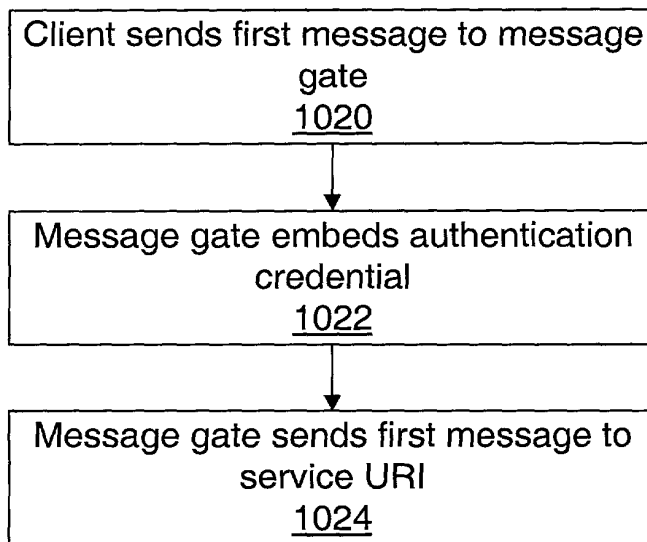 Client sends first message to message
gate
1020
Message gate embeds authentication
credential
1022
Message gate sends first message to
service URI
1024